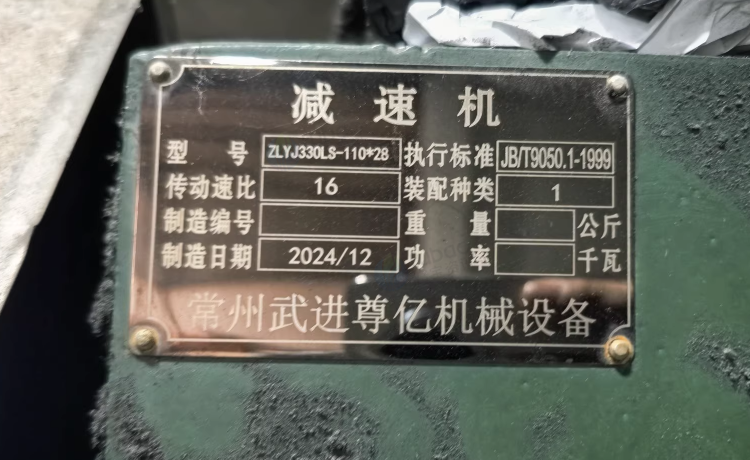 减速机
型号 ZLYJ330LS-110*28 执行标准 JB/T9050.1-1999
传动速比 16 装配种类 1
制造编号 重量 公斤
制造日期 2024/12 功率 千瓦
常州武进尊亿机械设备